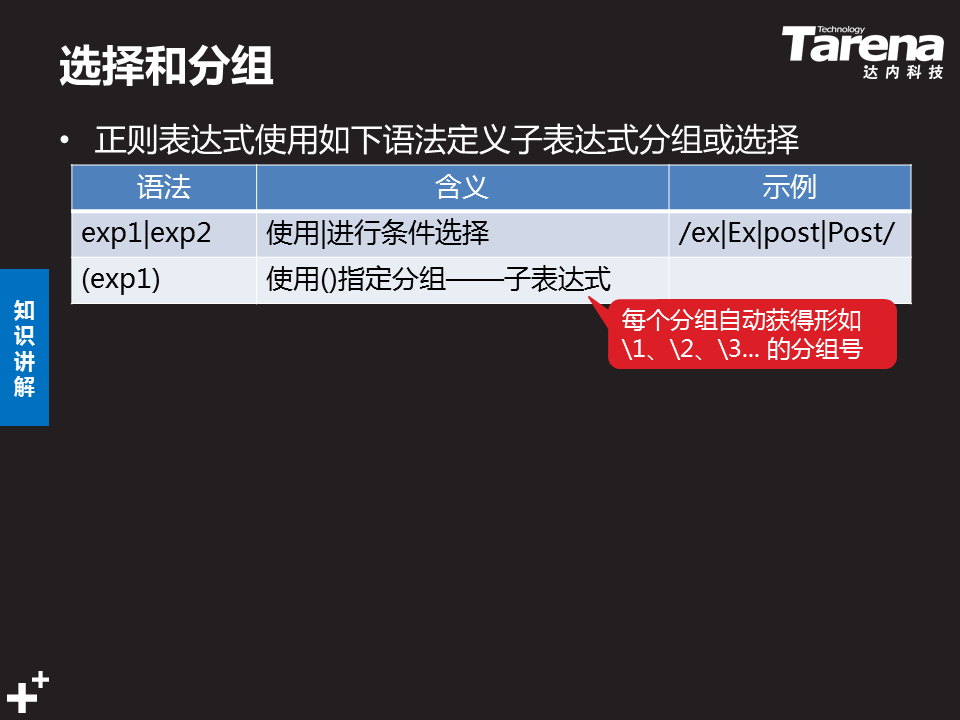 选择和分组
Technology
Tarena
达内科技
• 正则表达式使用如下语法定义子表达式分组或选择
语法 含义 示例
exp1|exp2 使用|进行条件选择 /ex|Ex|post|Post/
(exp1) 使用()指定分组——子表达式
每个分组自动获得形如
\1、\2、\3... 的分组号
知
识
讲
解